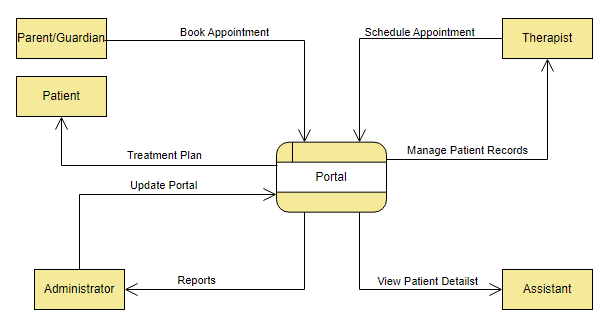 Parent/Guardian
Book Appointment
Schedule Appointment
Therapist
Patient
Treatment Plan
Manage Patient Records
Portal
Update Portal
Administrator
Reports
View Patient Detailst
Assistant